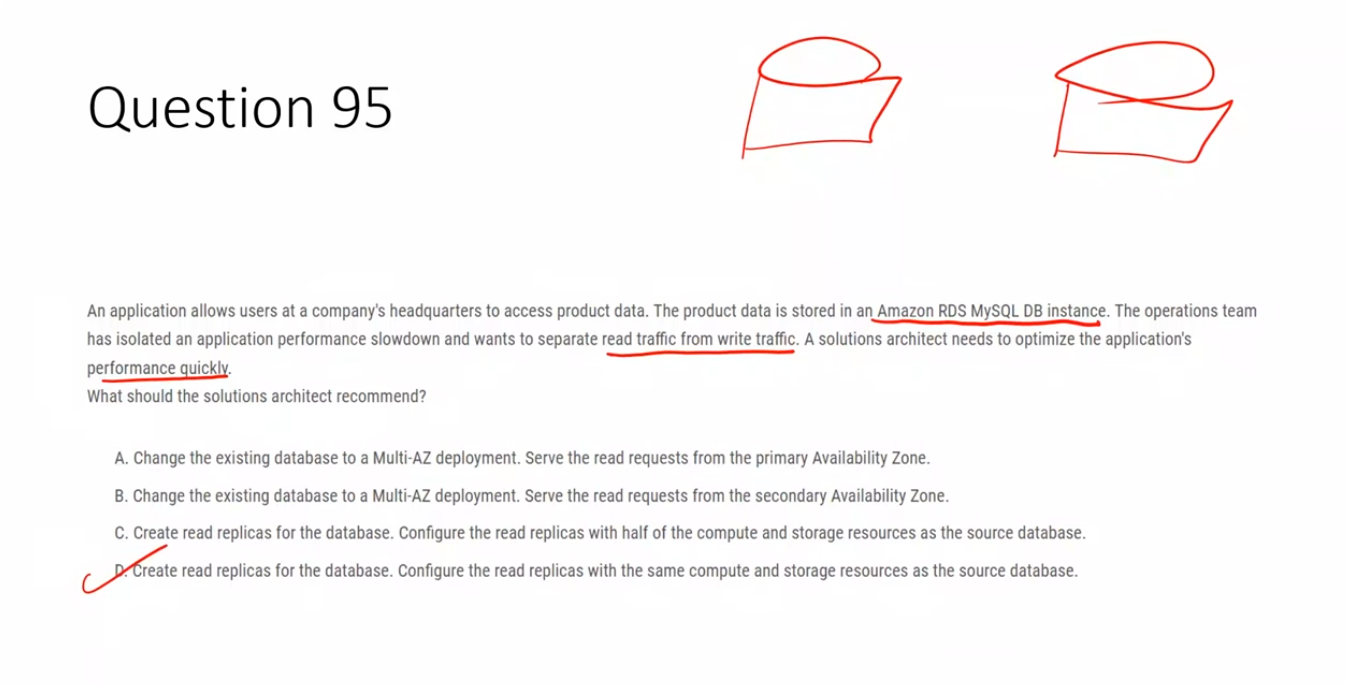 Question 95
An application allows users at a company's headquarters to access product data. The product data is stored in an Amazon RDS MySQL DB instance. The operations team
has isolated an application performance slowdown and wants to separate read traffic from write traffic. A solutions architect needs to optimize the application's
performance quickly.
What should the solutions architect recommend?
A. Change the existing database to a Multi-AZ deployment. Serve the read requests from the primary Availability Zone.
B. Change the existing database to a Multi-AZ deployment. Serve the read requests from the secondary Availability Zone.
C. Create read replicas for the database. Configure the read replicas with half of the compute and storage resources as the source database.
D. Create read replicas for the database. Configure the read replicas with the same compute and storage resources as the source database.